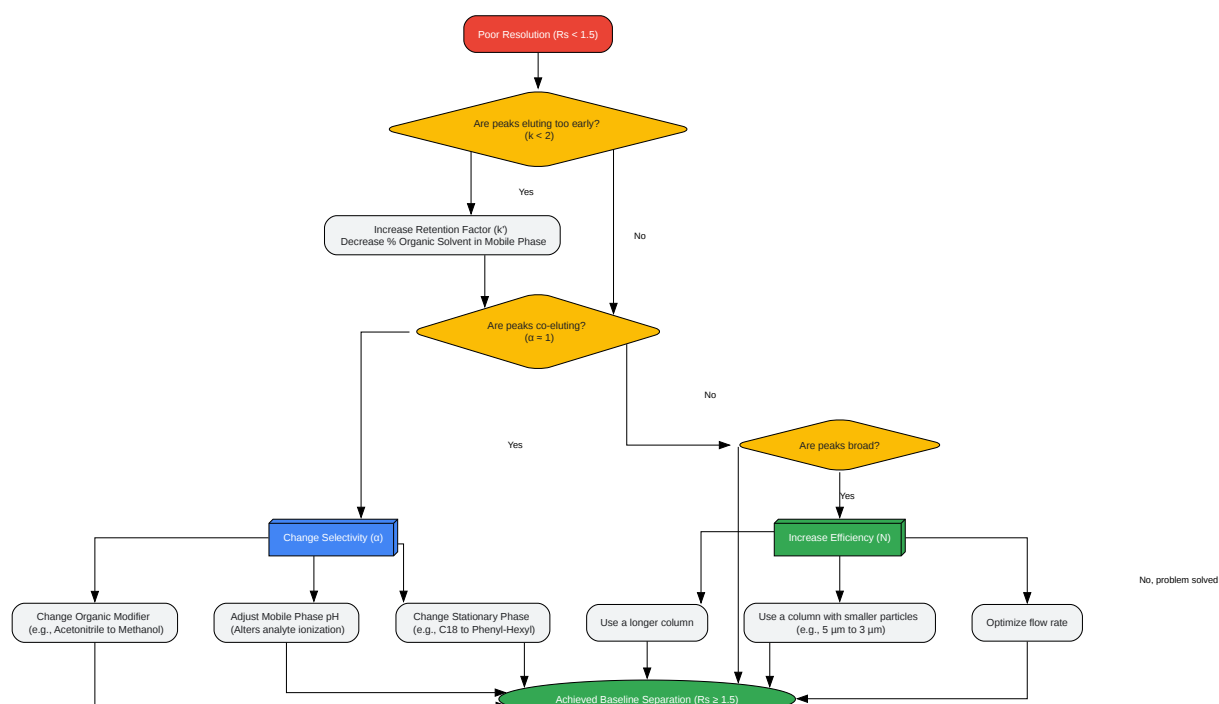 Poor Resolution (Rs < 1.5)
Are peaks eluting too early?
(k < 2)
Yes
Increase Retention Factor (k')
Decrease % Organic Solvent in Mobile Phase
No
Are peaks co-eluting?
(α ≈ 1)
No
Yes
Are peaks broad?
Yes
Change Selectivity (α)
Increase Efficiency (N)
No, problem solved
Change Organic Modifier
(e.g., Acetonitrile to Methanol)
Adjust Mobile Phase pH
(Alters analyte ionization)
Change Stationary Phase
(e.g., C18 to Phenyl-Hexyl)
Use a longer column
Use a column with smaller particles
(e.g., 5 µm to 3 µm)
Optimize flow rate
Achieved Baseline Separation (Rs ≥ 1.5)